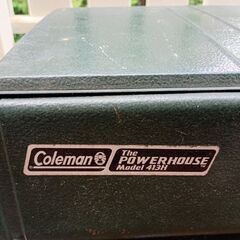 Coleman
The
POWERHOUSE
Model 413H